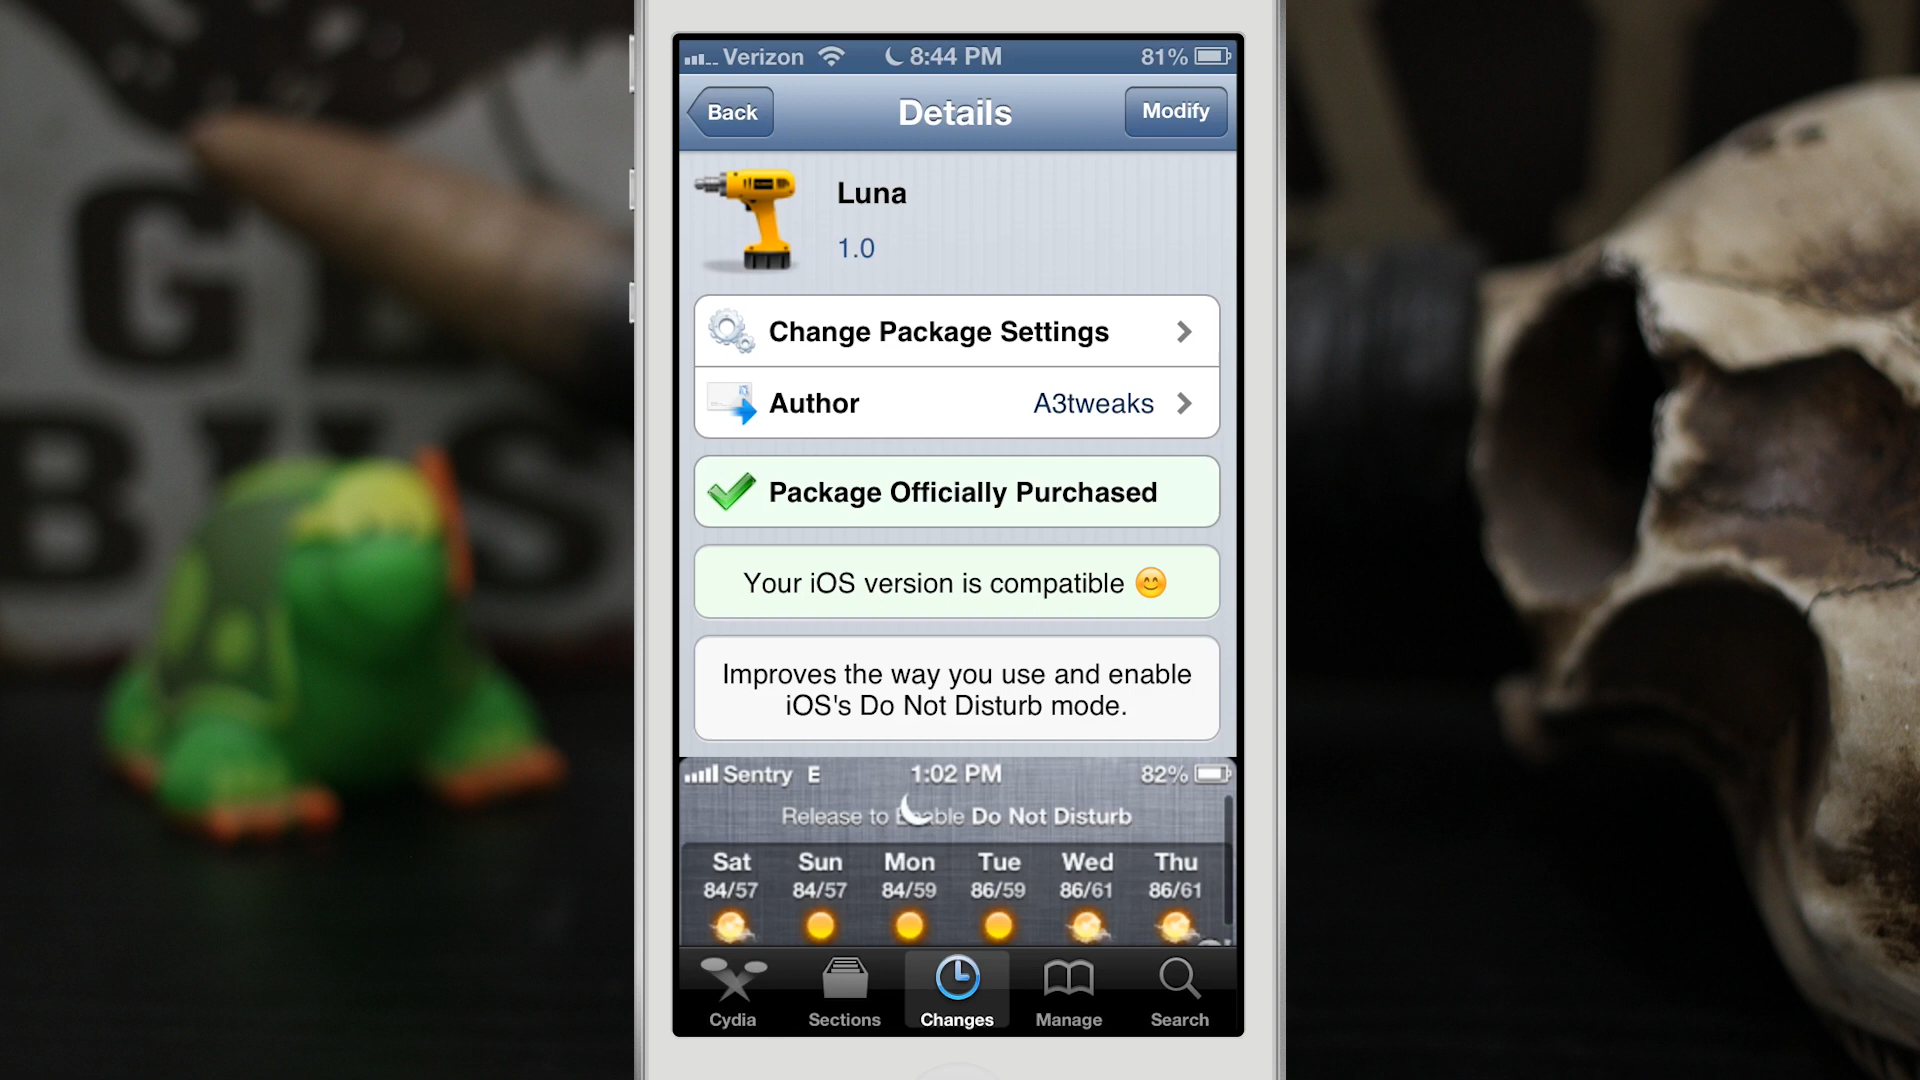 Verizon 8:44 PM 81%
Back Details Modify
Luna
1.0
Change Package Settings
Author A3tweaks
Package Officially Purchased
Your iOS version is compatible 😊
Improves the way you use and enable
iOS's Do Not Disturb mode.
Sentry E 1:02 PM 82%
Release to Enable Do Not Disturb
Sat Sun Mon Tue Wed Thu
84/57 84/57 84/59 86/59 86/61 86/61
Cydia Sections Changes Manage Search